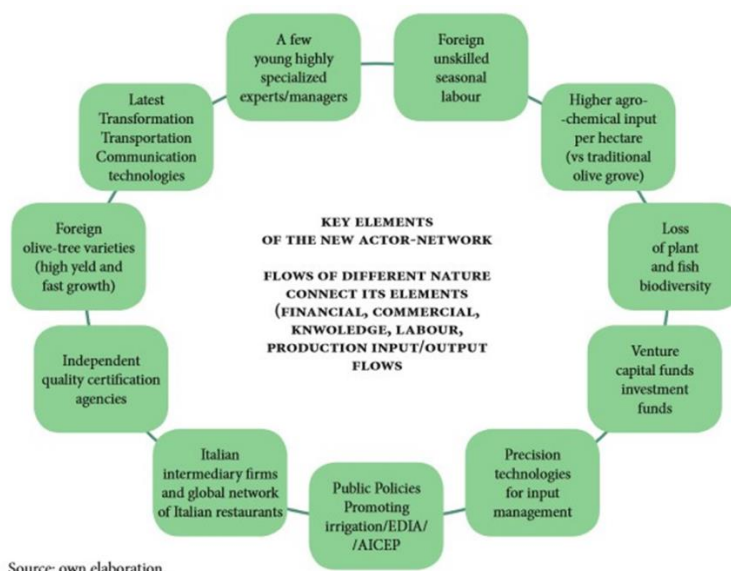 A few
young highly
specialized
experts/managers
Foreign
unskilled
seasonal
labour
Higher agro-
-chemical input
per hectare
(vs traditional
olive grove)
Loss
of plant
and fish
biodiversity
Venture
capital funds
investment
funds
Precision
technologies
for input
management
Public Policies
Promoting
irrigation/EDIA/
/AICEP
Italian
intermediary firms
and global network
of Italian restaurants
Independent
quality certification
agencies
Foreign
olive-tree varieties
(high yeld and
fast growth)
Latest
Transformation
Transportation
Communication
technologies
KEY ELEMENTS
OF THE NEW ACTOR-NETWORK
FLOWS OF DIFFERENT NATURE
CONNECT ITS ELEMENTS
(FINANCIAL, COMMERCIAL,
KNWOLEDGE, LABOUR,
PRODUCTION INPUT/OUTPUT
FLOWS
Source: own elaboration